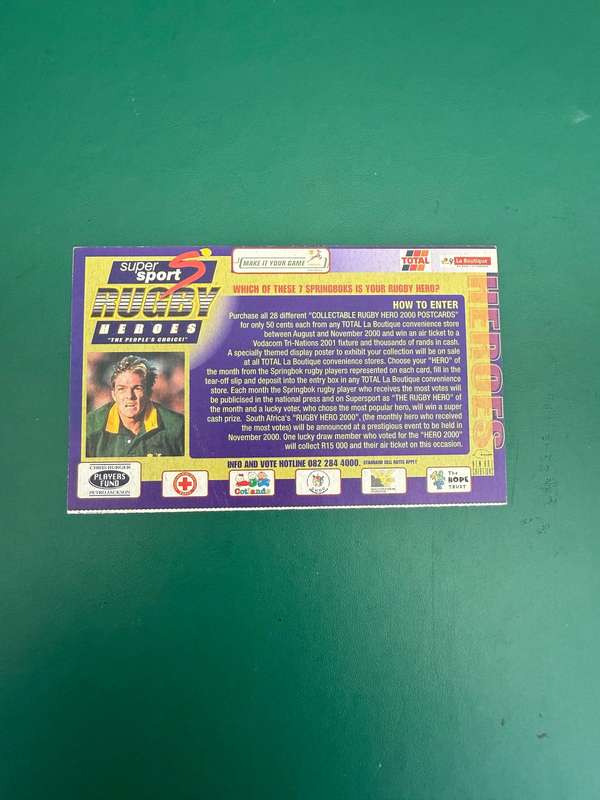 super
sport
RUGBY
HEROES
"THE PEOPLE'S CHOICE!"
MAKE IT YOUR GAME
TOTAL
La Boutique
WHICH OF THESE 7 SPRINGBOKS IS YOUR RUGBY HERO?
HOW TO ENTER
Purchase all 28 different "COLLECTABLE RUGBY HERO 2000 POSTCARDS"
for only 50 cents each from any TOTAL La Boutique convenience store
between August and November 2000 and win an air ticket to a
Vodacom Tri-Nations 2001 fixture and thousands of rands in cash.
A specially themed display poster to exhibit your collection will be on sale
at all TOTAL La Boutique convenience stores. Choose your "HERO" of
the month from the Springbok rugby players represented on each card, fill in the
tear-off slip and deposit into the entry box in any TOTAL La Boutique convenience
store. Each month the Springbok rugby player who receives the most votes will
be publicised in the national press and on Supersport as "THE RUGBY HERO" of
the month and a lucky voter, who chose the most popular hero, will win a super
cash prize. South Africa's "RUGBY HERO 2000", (the monthly hero who received
the most votes) will be announced at a prestigious event to be held in
November 2000. One lucky draw member who voted for the "HERO 2000"
will collect R15 000 and their air ticket on this occasion.
HEROES
INFO AND VOTE HOTLINE 082 284 4000. STANDARD CELL RATES APPLY
CHRIS BURGER
PLAYERS
FUND
PETRO JACKSON
Cotlands
The
HOPE
TRUST